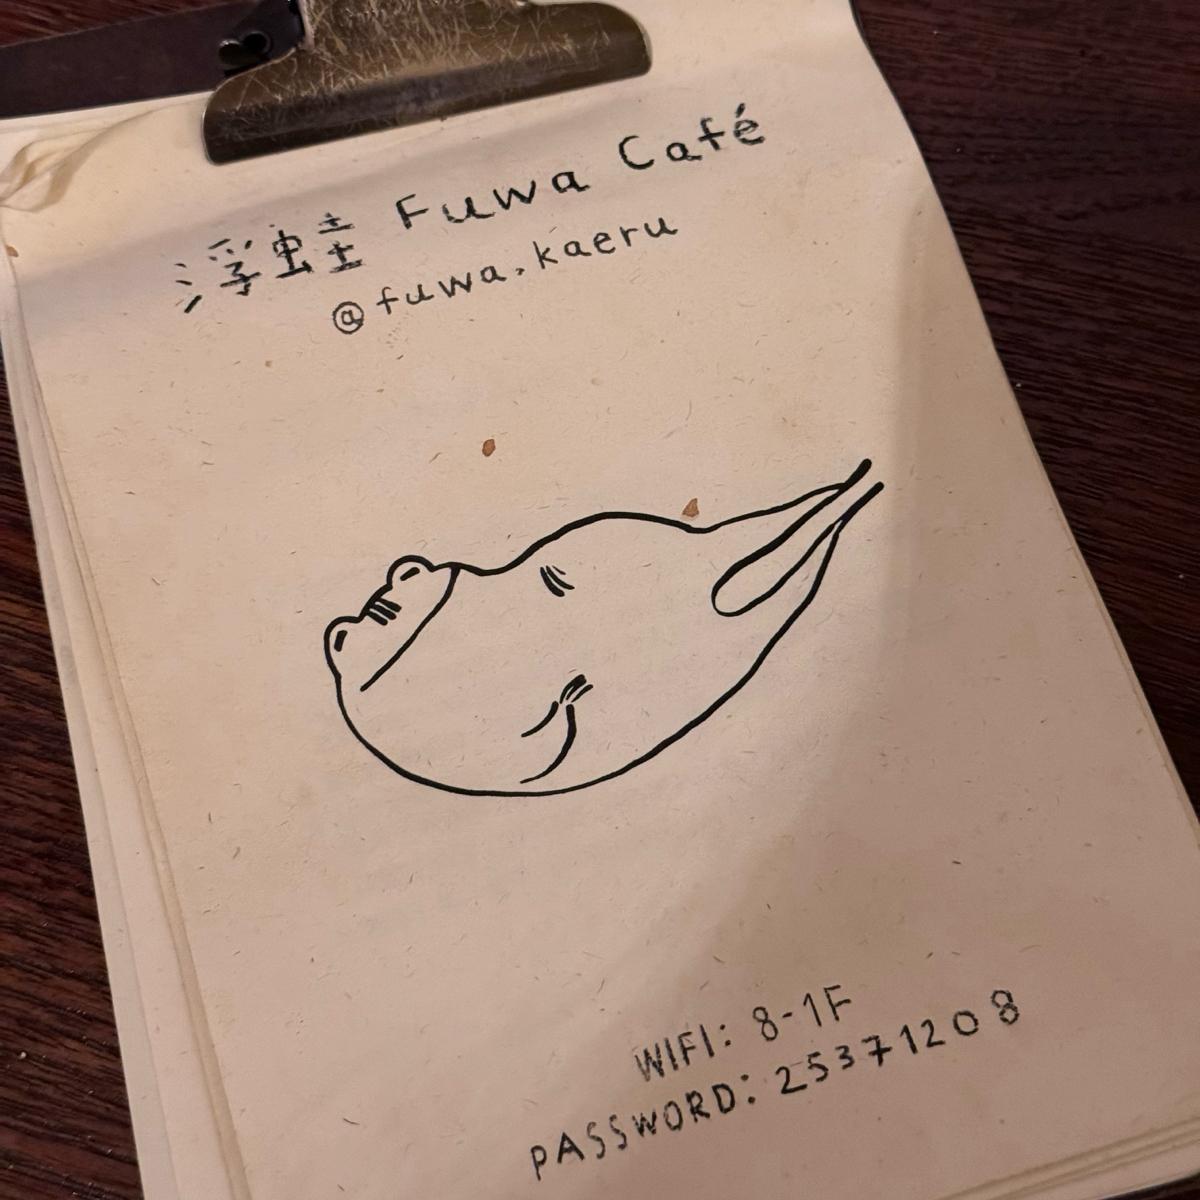 浮蛙 Fuwa Café
@fuwa.kaeru
WIFI: 8-1F
PASSWORD: 25371208